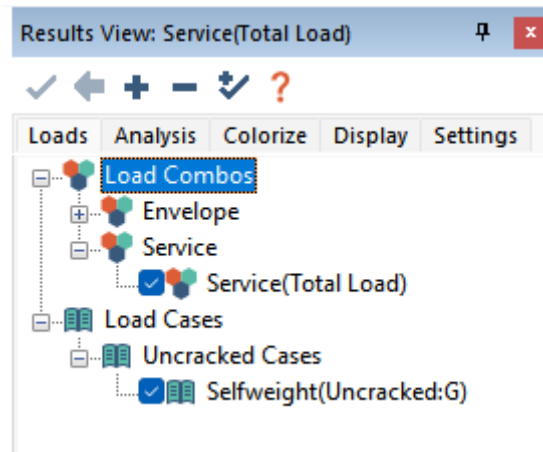 Results View: Service(Total Load)
Loads Analysis Colorize Display Settings
Load Combos
Envelope
Service
Service(Total Load)
Load Cases
Uncracked Cases
Selfweight(Uncracked:G)